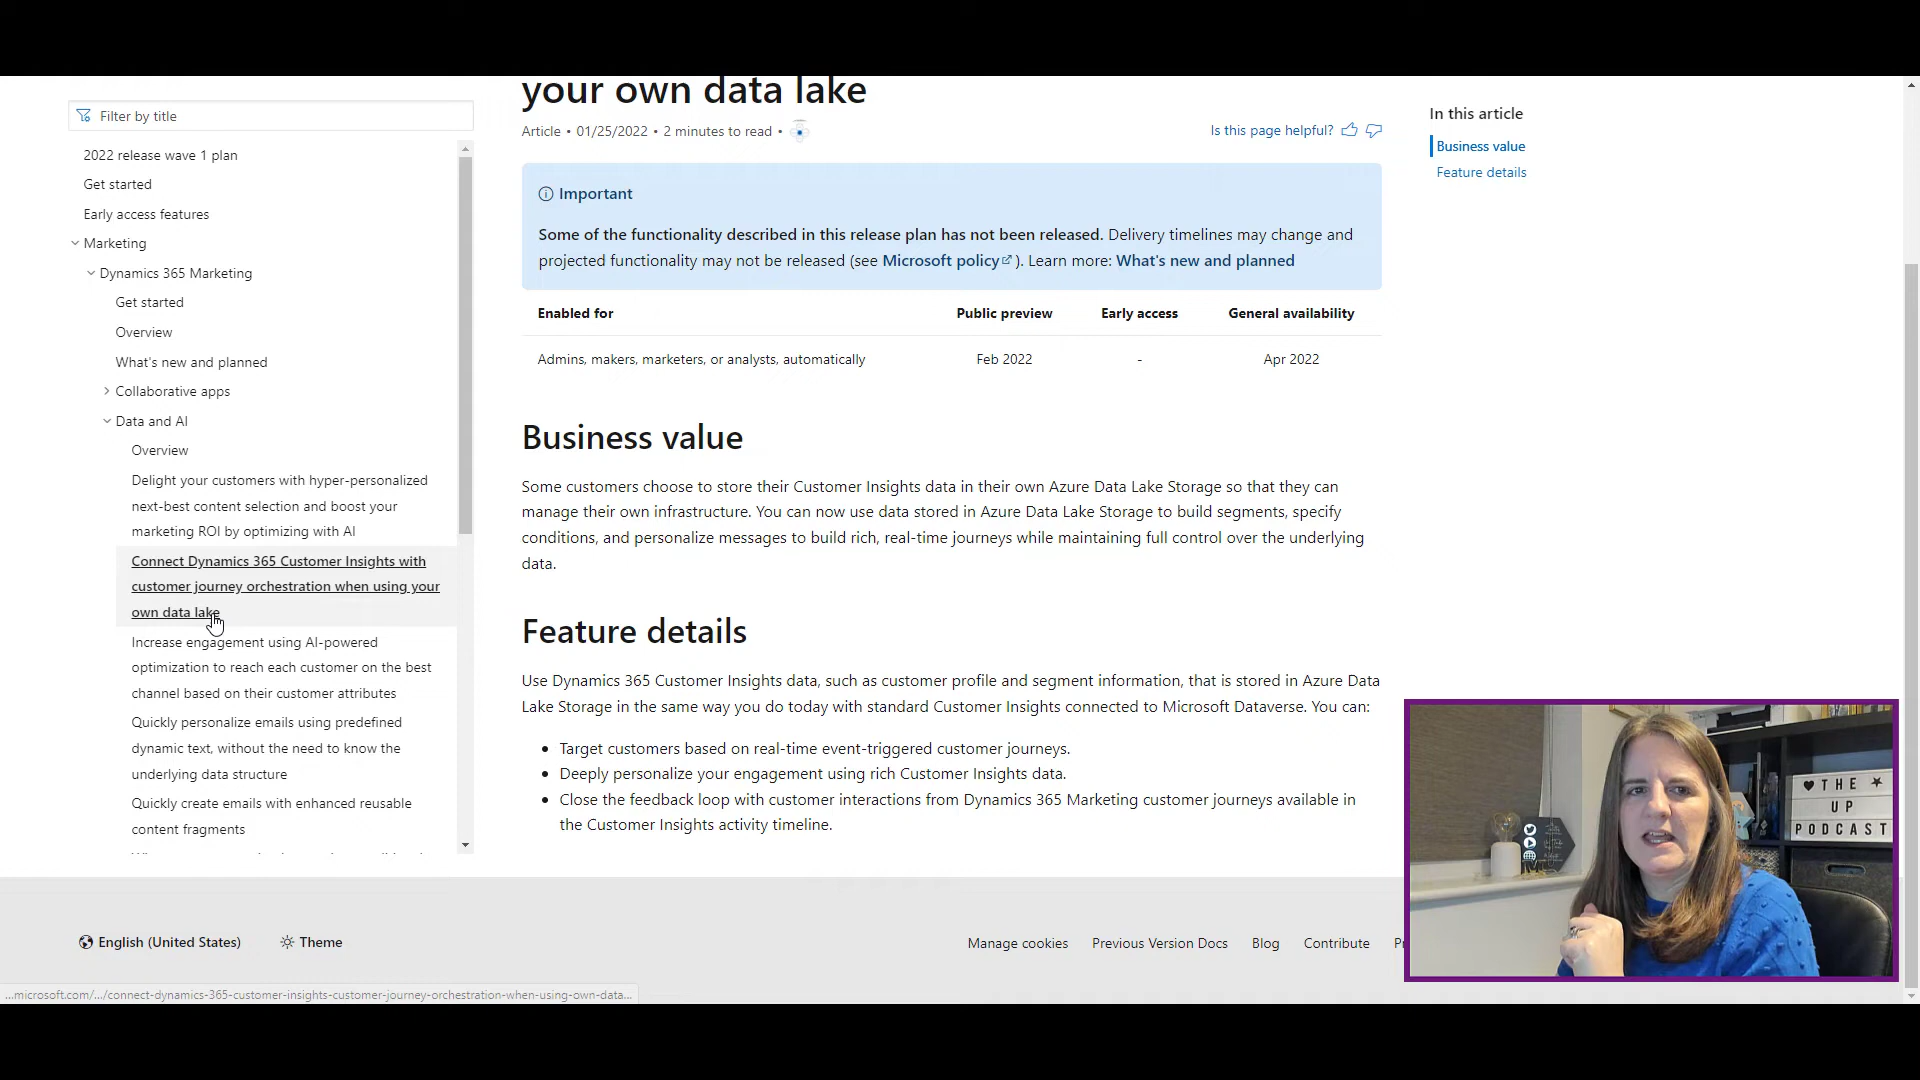 your own data lake
Article • 01/25/2022 • 2 minutes to read •
Is this page helpful?
Filter by title
2022 release wave 1 plan
Get started
Early access features
Marketing
Dynamics 365 Marketing
Get started
Overview
What's new and planned
Collaborative apps
Data and AI
Overview
Delight your customers with hyper-personalized
next-best content selection and boost your
marketing ROI by optimizing with AI
Connect Dynamics 365 Customer Insights with
customer journey orchestration when using your
own data lake
Increase engagement using AI-powered
optimization to reach each customer on the best
channel based on their customer attributes
Quickly personalize emails using predefined
dynamic text, without the need to know the
underlying data structure
Quickly create emails with enhanced reusable
content fragments
Important
Some of the functionality described in this release plan has not been released. Delivery timelines may change and
projected functionality may not be released (see Microsoft policy ). Learn more: What's new and planned
Enabled for Public preview Early access General availability
Admins, makers, marketers, or analysts, automatically Feb 2022 - Apr 2022
Business value
Some customers choose to store their Customer Insights data in their own Azure Data Lake Storage so that they can
manage their own infrastructure. You can now use data stored in Azure Data Lake Storage to build segments, specify
conditions, and personalize messages to build rich, real-time journeys while maintaining full control over the underlying
data.
Feature details
Use Dynamics 365 Customer Insights data, such as customer profile and segment information, that is stored in Azure Data
Lake Storage in the same way you do today with standard Customer Insights connected to Microsoft Dataverse. You can:
• Target customers based on real-time event-triggered customer journeys.
• Deeply personalize your engagement using rich Customer Insights data.
• Close the feedback loop with customer interactions from Dynamics 365 Marketing customer journeys available in
the Customer Insights activity timeline.
In this article
Business value
Feature details
THE
UP
PODCAST
English (United States) Theme
Manage cookies Previous Version Docs Blog Contribute
...microsoft.com/.../connect-dynamics-365-customer-insights-customer-journey-orchestration-when-using-own-data...